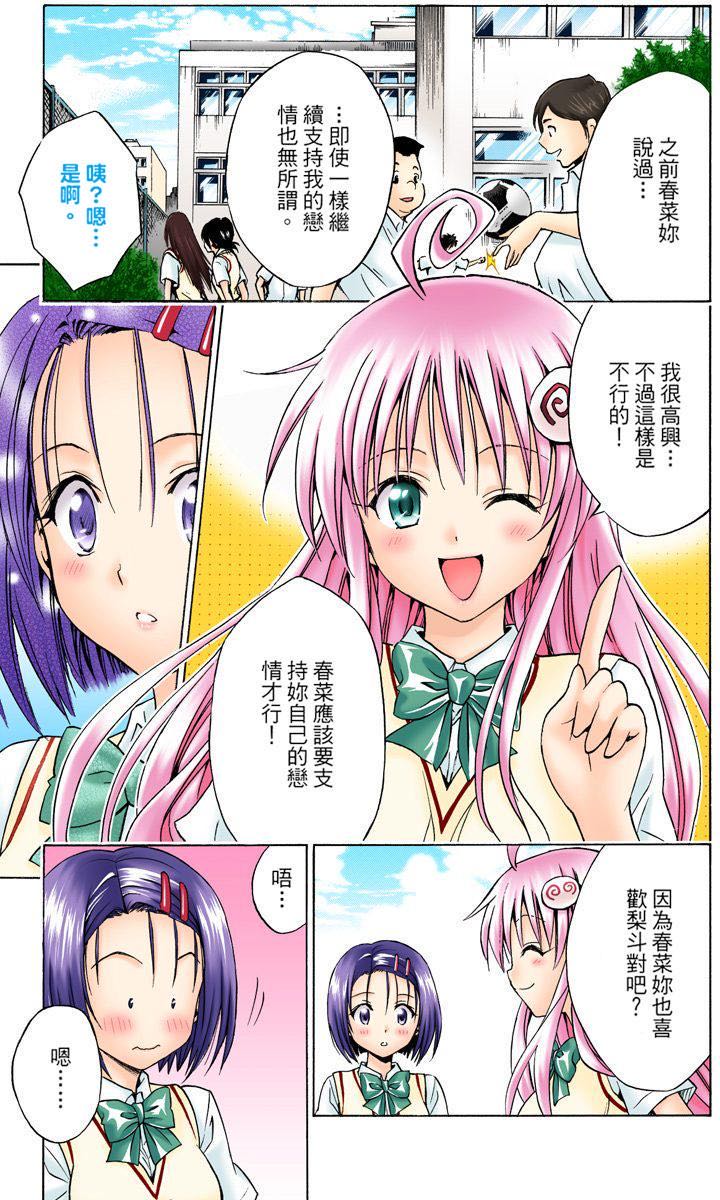 之前春菜妳
說過…
…即使一樣繼
續支持我的戀
情也無所謂。
咦？嗯…
是啊。
我很高興…
不過這樣是
不行的！
春菜應該要支
持妳自己的戀
情才行！
因為春菜妳也喜
歡梨斗對吧？
唔…
嗯……